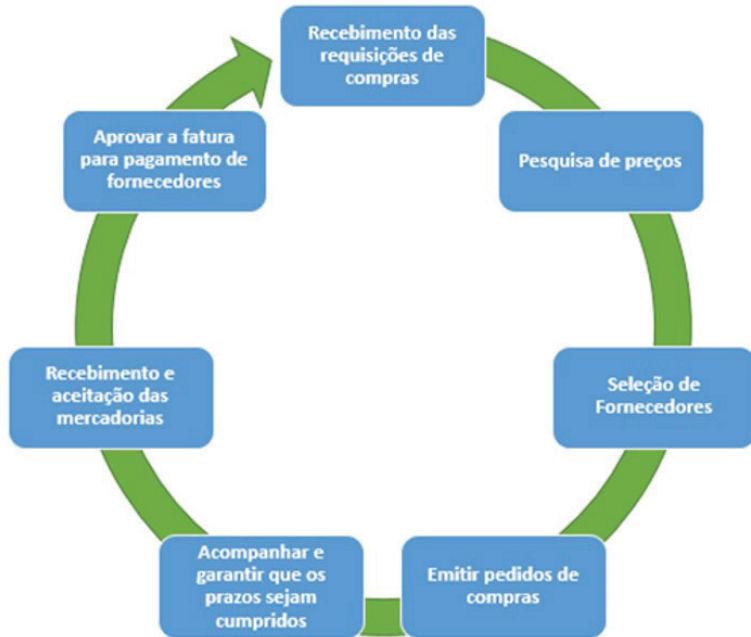 Recebimento das
requisições de
compras
Pesquisa de preços
Seleção de
Fornecedores
Emitir pedidos de
compras
Acompanhar e
garantir que os
prazos sejam
cumpridos
Recebimento e
aceitação das
mercadorias
Aprovar a fatura
para pagamento de
fornecedores